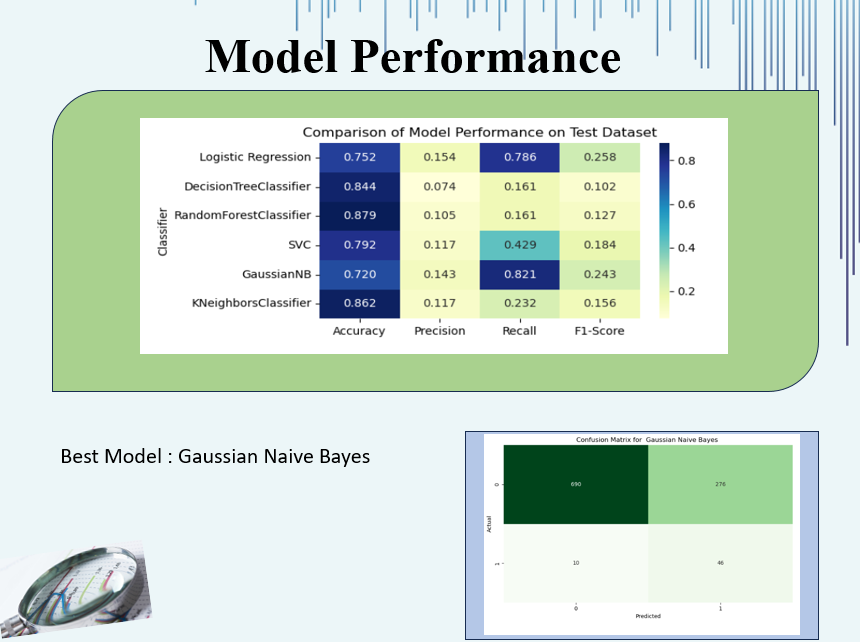 Model Performance
Comparison of Model Performance on Test Dataset
Classifier
Logistic Regression 0.752 0.154 0.786 0.258
DecisionTreeClassifier 0.844 0.074 0.161 0.102
RandomForestClassifier 0.879 0.105 0.161 0.127
SVC 0.792 0.117 0.429 0.184
GaussianNB 0.720 0.143 0.821 0.243
KNeighborsClassifier 0.862 0.117 0.232 0.156
Accuracy Precision Recall F1-Score
0.8
0.6
0.4
0.2
Best Model : Gaussian Naive Bayes
Confusion Matrix for Gaussian Naive Bayes
Actual
0 690 276
1 10 46
0 1
Predicted